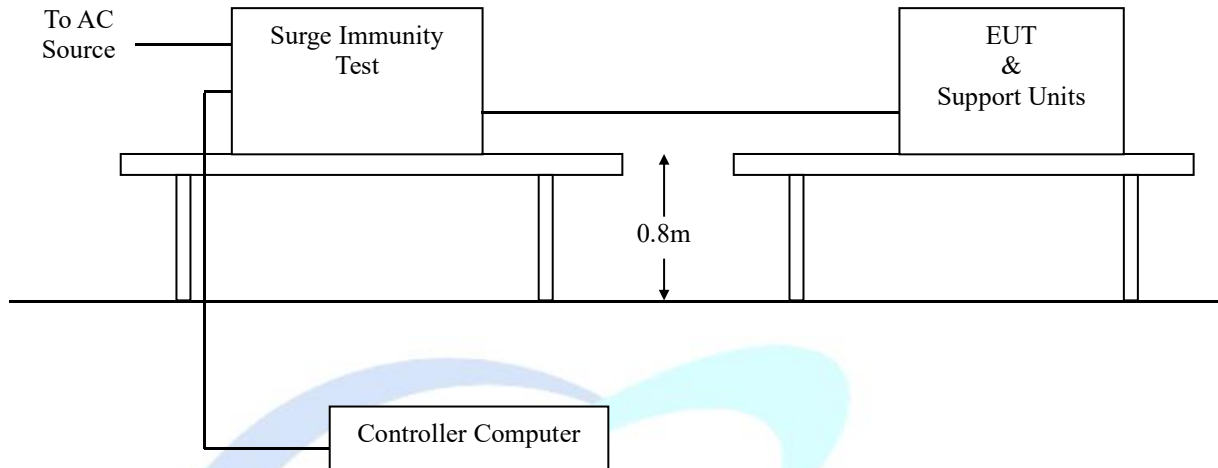 To AC
Source
Surge Immunity
Test
EUT
&
Support Units
0.8m
Controller Computer